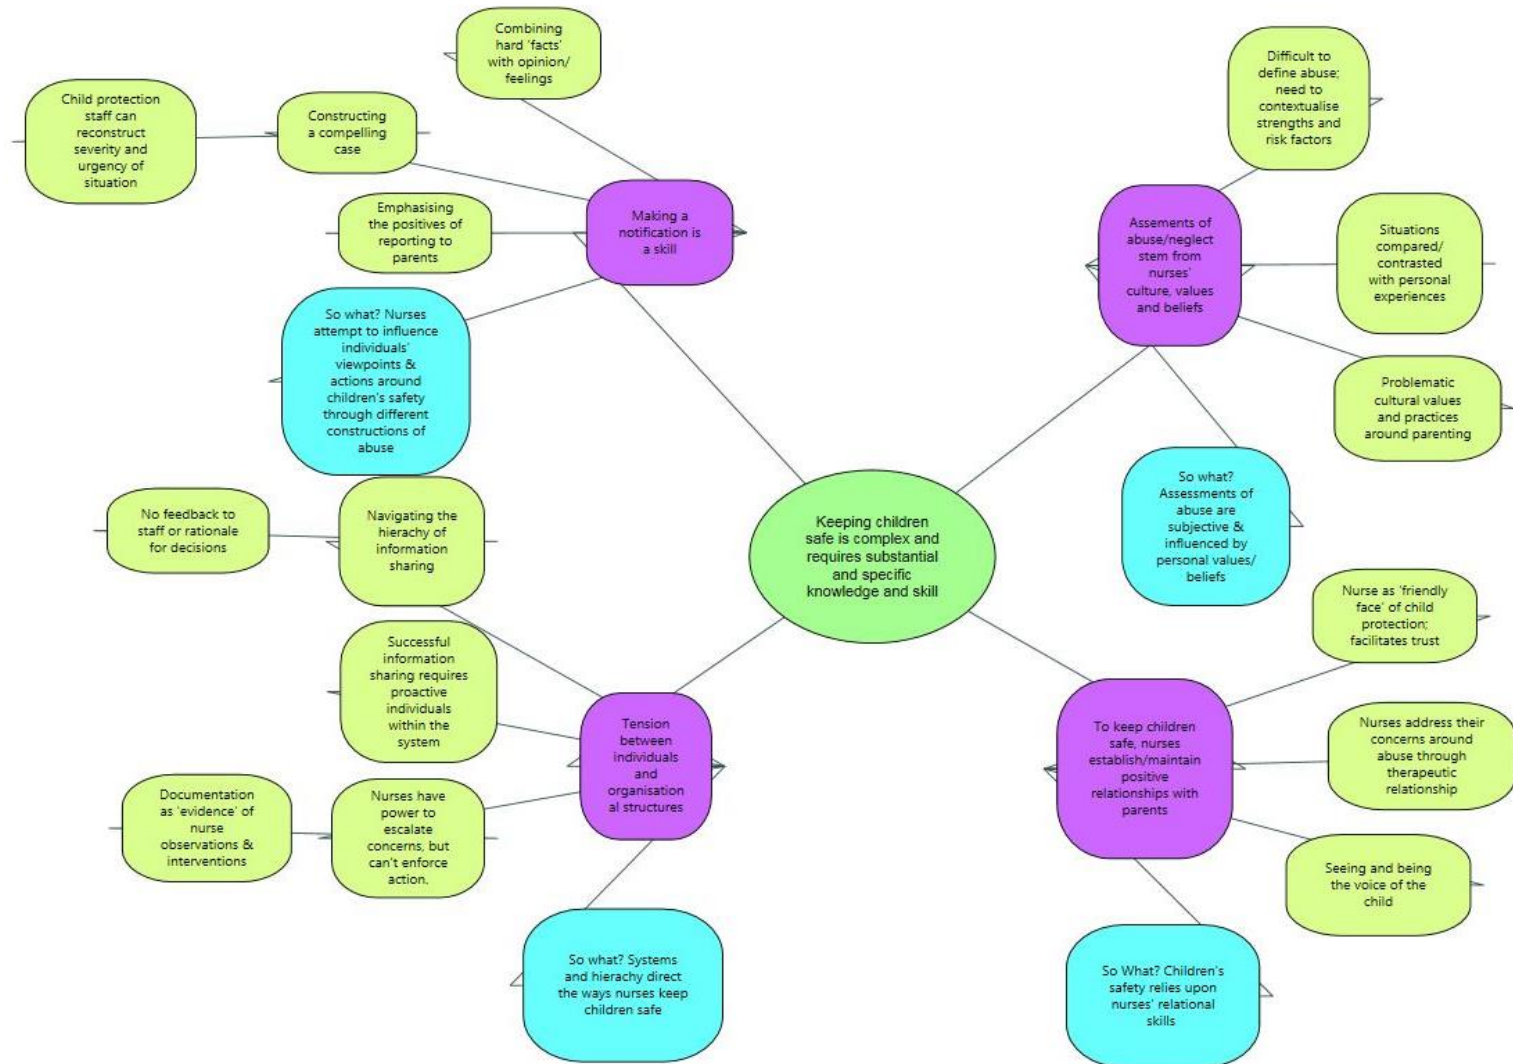 Combining
hard 'facts'
with opinion/
feelings
Child protection
staff can
reconstruct
severity and
urgency of
situation
Constructing
a compelling
case
Emphasising
the positives of
reporting to
parents
Making a
notification is
a skill
So what? Nurses
attempt to influence
individuals'
viewpoints &
actions around
children's safety
through different
constructions of
abuse
Difficult to
define abuse;
need to
contextualise
strengths and
risk factors
Assements of
abuse/neglect
stem from
nurses'
culture, values
and beliefs
Situations
compared/
contrasted
with personal
experiences
Problematic
cultural values
and practices
around parenting
So what?
Assessments of
abuse are
subjective &
influenced by
personal values/
beliefs
Keeping children
safe is complex and
requires substantial
and specific
knowledge and skill
No feedback to
staff or rationale
for decisions
Navigating the
hierachy of
information
sharing
Successful
information
sharing requires
proactive
individuals
within the
system
Tension
between
individuals
and
organisation
al structures
Documentation
as 'evidence' of
nurse
observations &
interventions
Nurses have
power to
escalate
concerns, but
can't enforce
action.
So what? Systems
and hierachy direct
the ways nurses keep
children safe
Nurse as 'friendly
face' of child
protection;
facilitates trust
To keep children
safe, nurses
establish/maintain
positive
relationships with
parents
Nurses address their
concerns around
abuse through
therapeutic
relationship
Seeing and being
the voice of the
child
So What? Children's
safety relies upon
nurses' relational
skills